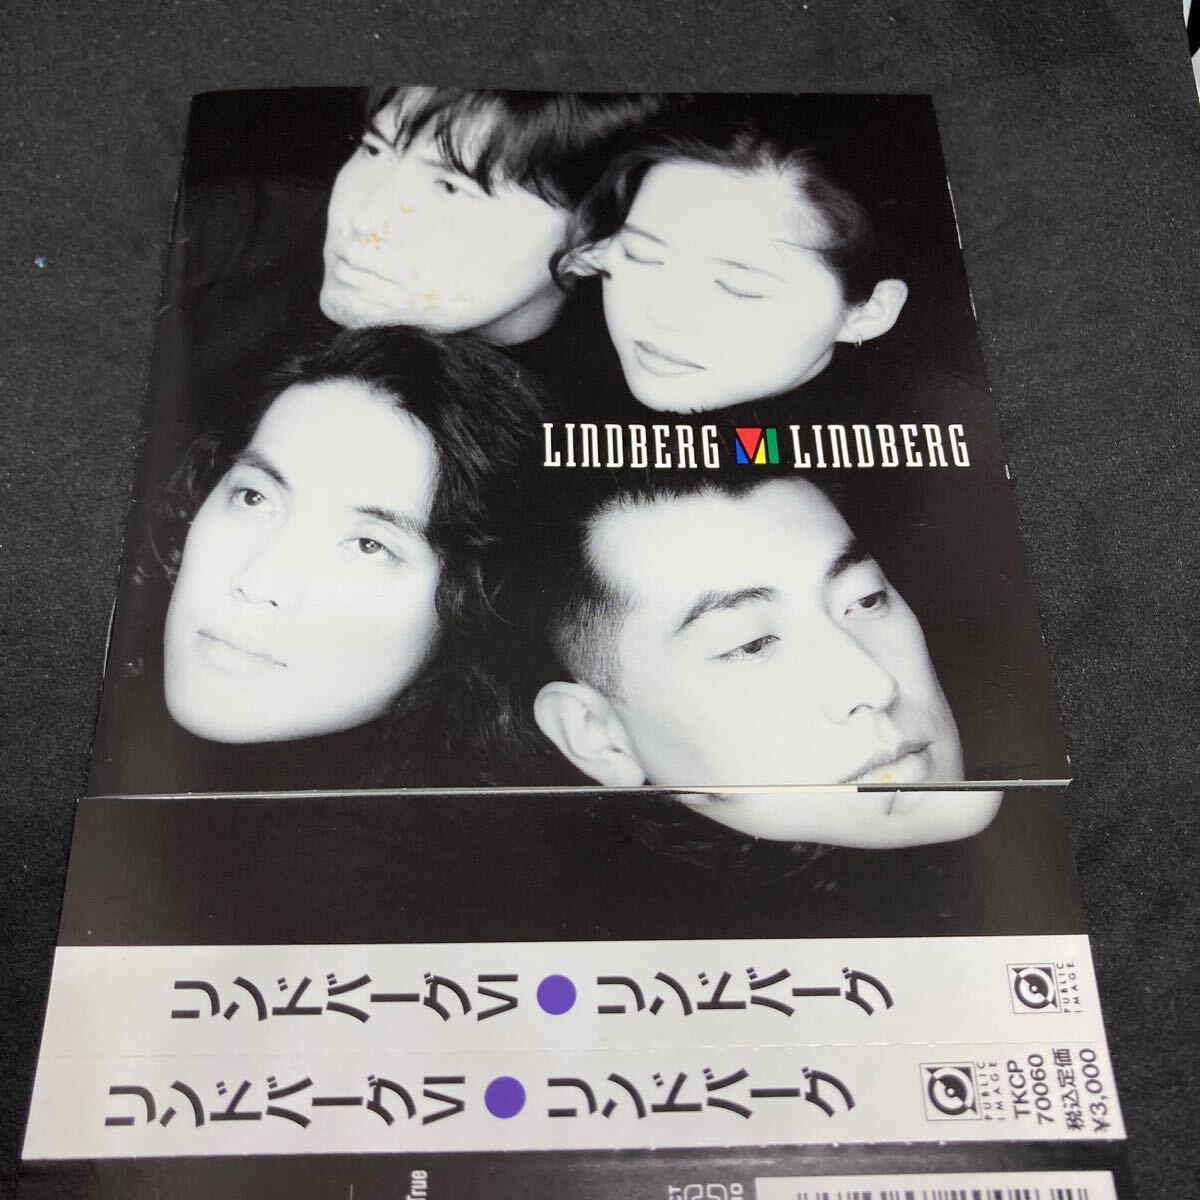 LINDBERG VI LINDBERG
リンドバーグVI●リンドバーグ
PUBLIC IMAGE
リンドバーグVI●リンドバーグ
PUBLIC IMAGE
TKCP
70060
税込定価
¥3,000
True